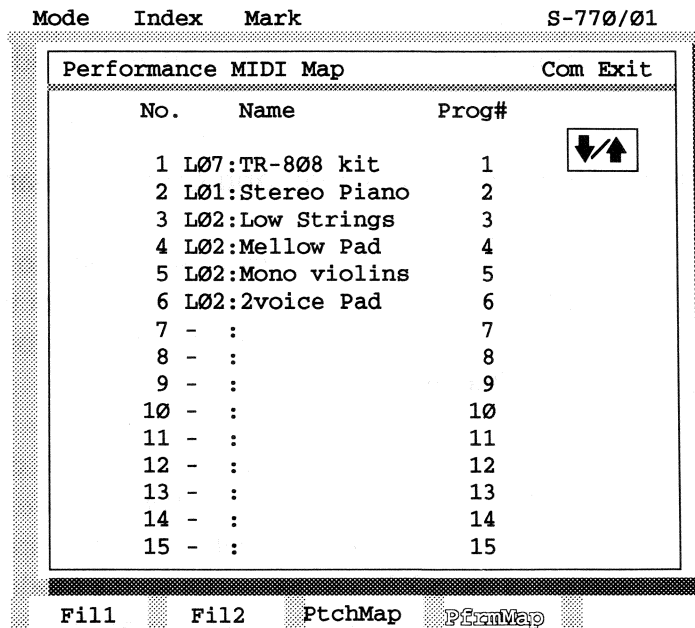 Mode Index Mark S-77Ø/Ø1
Performance MIDI Map Com Exit
No. Name Prog#
1 LØ7:TR-8Ø8 kit 1
2 LØ1:Stereo Piano 2
3 LØ2:Low Strings 3
4 LØ2:Mellow Pad 4
5 LØ2:Mono violins 5
6 LØ2:2voice Pad 6
7 - : 7
8 - : 8
9 - : 9
1Ø - : 1Ø
11 - : 11
12 - : 12
13 - : 13
14 - : 14
15 - : 15
Fil1 Fil2 PtchMap PfrmMap